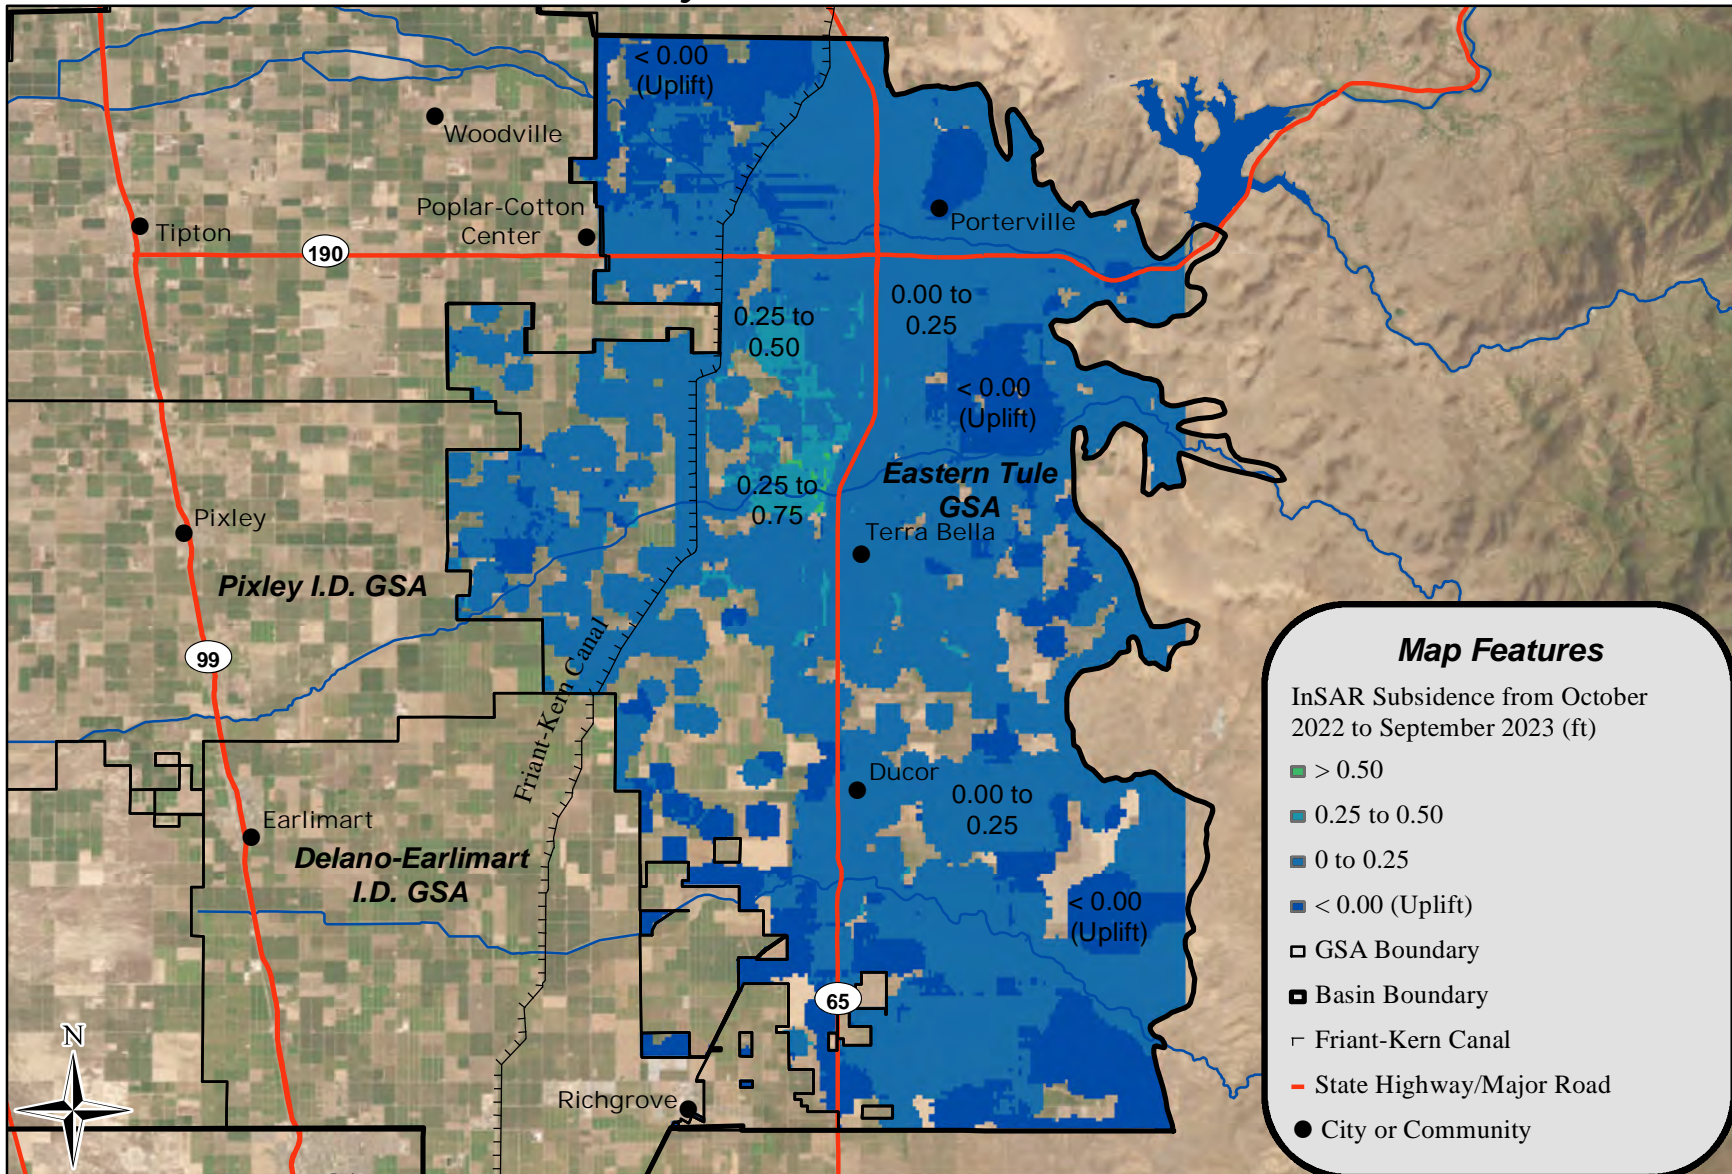 < 0.00
(Uplift)
Woodville
Poplar-Cotton
Center
Tipton
190
Porterville
0.00 to
0.25
0.25 to
0.50
< 0.00
(Uplift)
Eastern Tule
GSA
0.25 to
0.75
Terra Bella
Pixley
Pixley I.D. GSA
99
Friant-Kern Canal
Ducor
0.00 to
0.25
Earlimart
Delano-Earlimart
I.D. GSA
< 0.00
(Uplift)
65
Richgrove
N
Map Features
InSAR Subsidence from October
2022 to September 2023 (ft)
> 0.50
0.25 to 0.50
0 to 0.25
< 0.00 (Uplift)
GSA Boundary
Basin Boundary
Friant-Kern Canal
State Highway/Major Road
City or Community